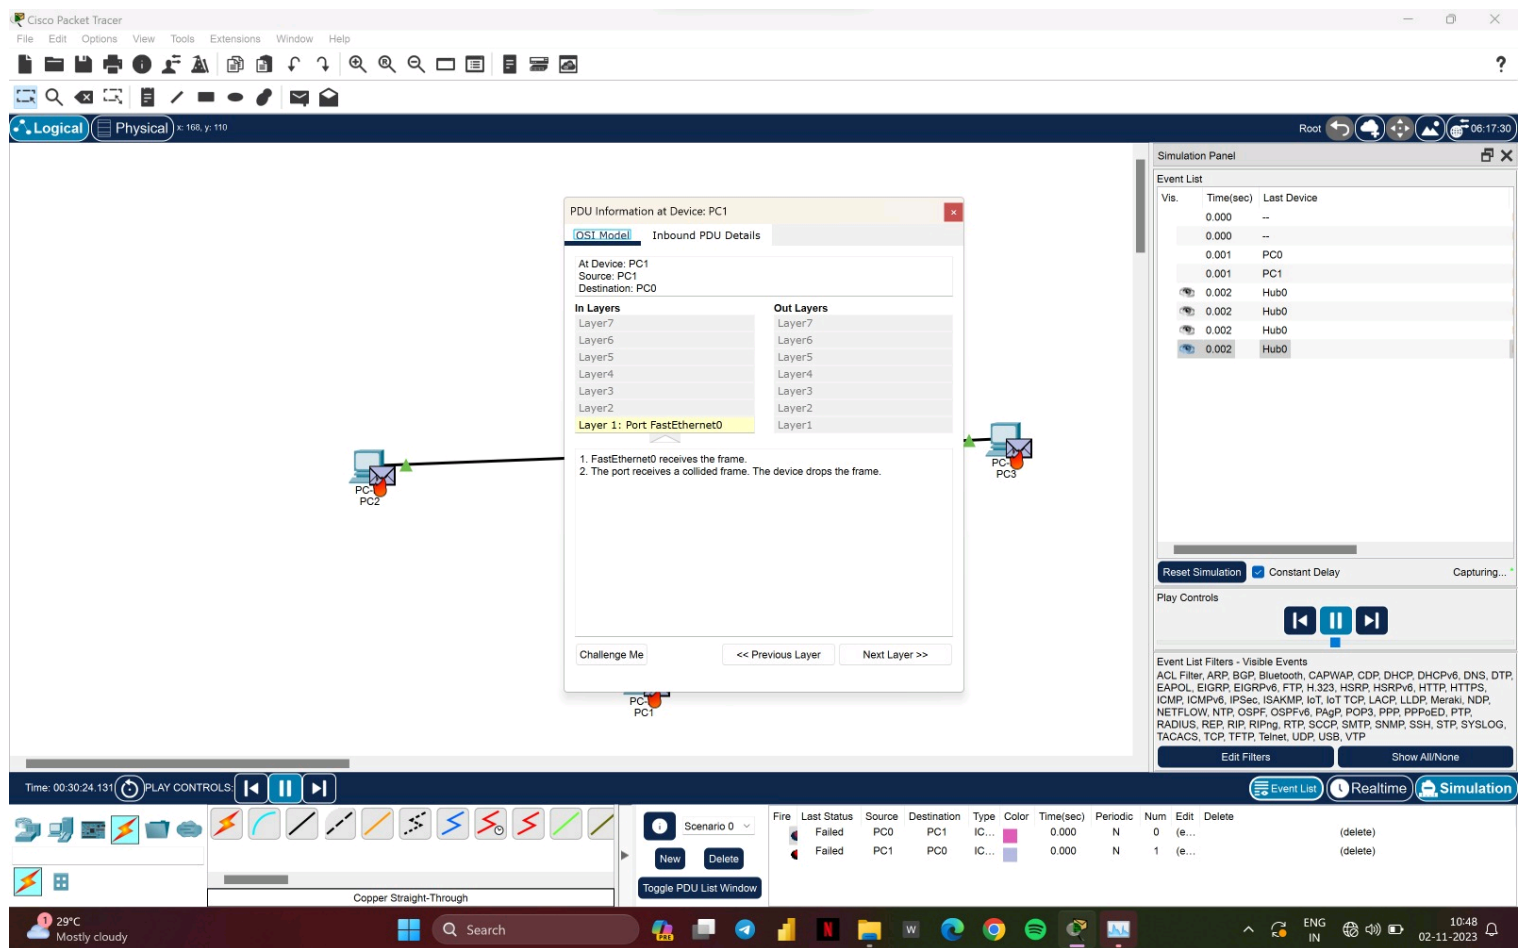 Cisco Packet Tracer
File Edit Options View Tools Extensions Window Help
?
Logical Physical x: 168, y: 110 Root 06:17:30
Simulation Panel
Event List
Vis. Time(sec) Last Device
0.000 --
0.000 --
0.001 PC0
0.001 PC1
0.002 Hub0
0.002 Hub0
0.002 Hub0
0.002 Hub0
Reset Simulation Constant Delay Capturing...
Play Controls
Event List Filters - Visible Events
ACL Filter, ARP, BGP, Bluetooth, CAPWAP, CDP, DHCP, DHCPv6, DNS, DTP,
EAPOL, EIGRP, EIGRPv6, FTP, H.323, HSRP, HSRPv6, HTTP, HTTPS,
ICMP, ICMPv6, IPSec, ISAKMP, IoT, IoT TCP, LACP, LLDP, Meraki, NDP,
NETFLOW, NTP, OSPF, OSPFv6, PAgP, POP3, PPP, PPPoED, PTP,
RADIUS, REP, RIP, RIPng, RTP, SCCP, SMTP, SNMP, SSH, STP, SYSLOG,
TACACS, TCP, TFTP, Telnet, UDP, USB, VTP
Edit Filters Show All/None
PDU Information at Device: PC1
OSI Model Inbound PDU Details
At Device: PC1
Source: PC1
Destination: PC0
In Layers Out Layers
Layer7 Layer7
Layer6 Layer6
Layer5 Layer5
Layer4 Layer4
Layer3 Layer3
Layer2 Layer2
Layer 1: Port FastEthernet0 Layer1
1. FastEthernet0 receives the frame.
2. The port receives a collided frame. The device drops the frame.
Challenge Me << Previous Layer Next Layer >>
PC-
PC2
PC-
PC3
PC-
PC1
Time: 00:30:24.131 PLAY CONTROLS: Event List Realtime Simulation
Scenario 0
New Delete
Toggle PDU List Window
Copper Straight-Through
Fire Last Status Source Destination Type Color Time(sec) Periodic Num Edit Delete
Failed PC0 PC1 IC... 0.000 N 0 (e... (delete)
Failed PC1 PC0 IC... 0.000 N 1 (e... (delete)
1
29°C
Mostly cloudy
Search
PRE
N
W
ENG
IN
10:48
02-11-2023